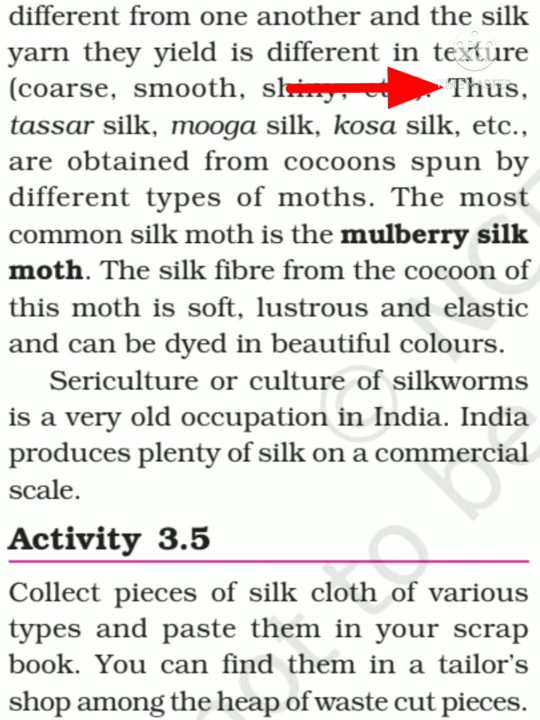 different from one another and the silk
yarn they yield is different in texture
(coarse, smooth, shiny, etc.). Thus,
tassar silk, mooga silk, kosa silk, etc.,
are obtained from cocoons spun by
different types of moths. The most
common silk moth is the mulberry silk
moth. The silk fibre from the cocoon of
this moth is soft, lustrous and elastic
and can be dyed in beautiful colours.
Sericulture or culture of silkworms
is a very old occupation in India. India
produces plenty of silk on a commercial
scale.
Activity 3.5
Collect pieces of silk cloth of various
types and paste them in your scrap
book. You can find them in a tailor's
shop among the heap of waste cut pieces.
© NC
not to be